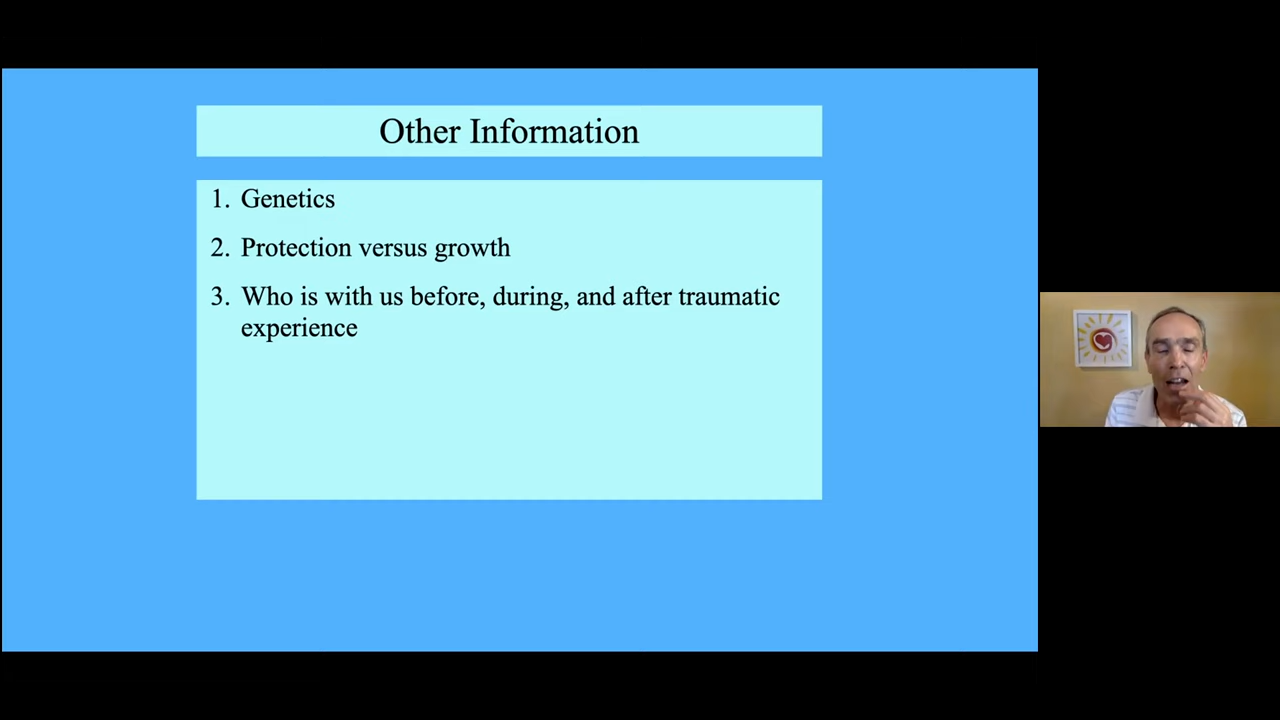 Other Information
1. Genetics
2. Protection versus growth
3. Who is with us before, during, and after traumatic
experience